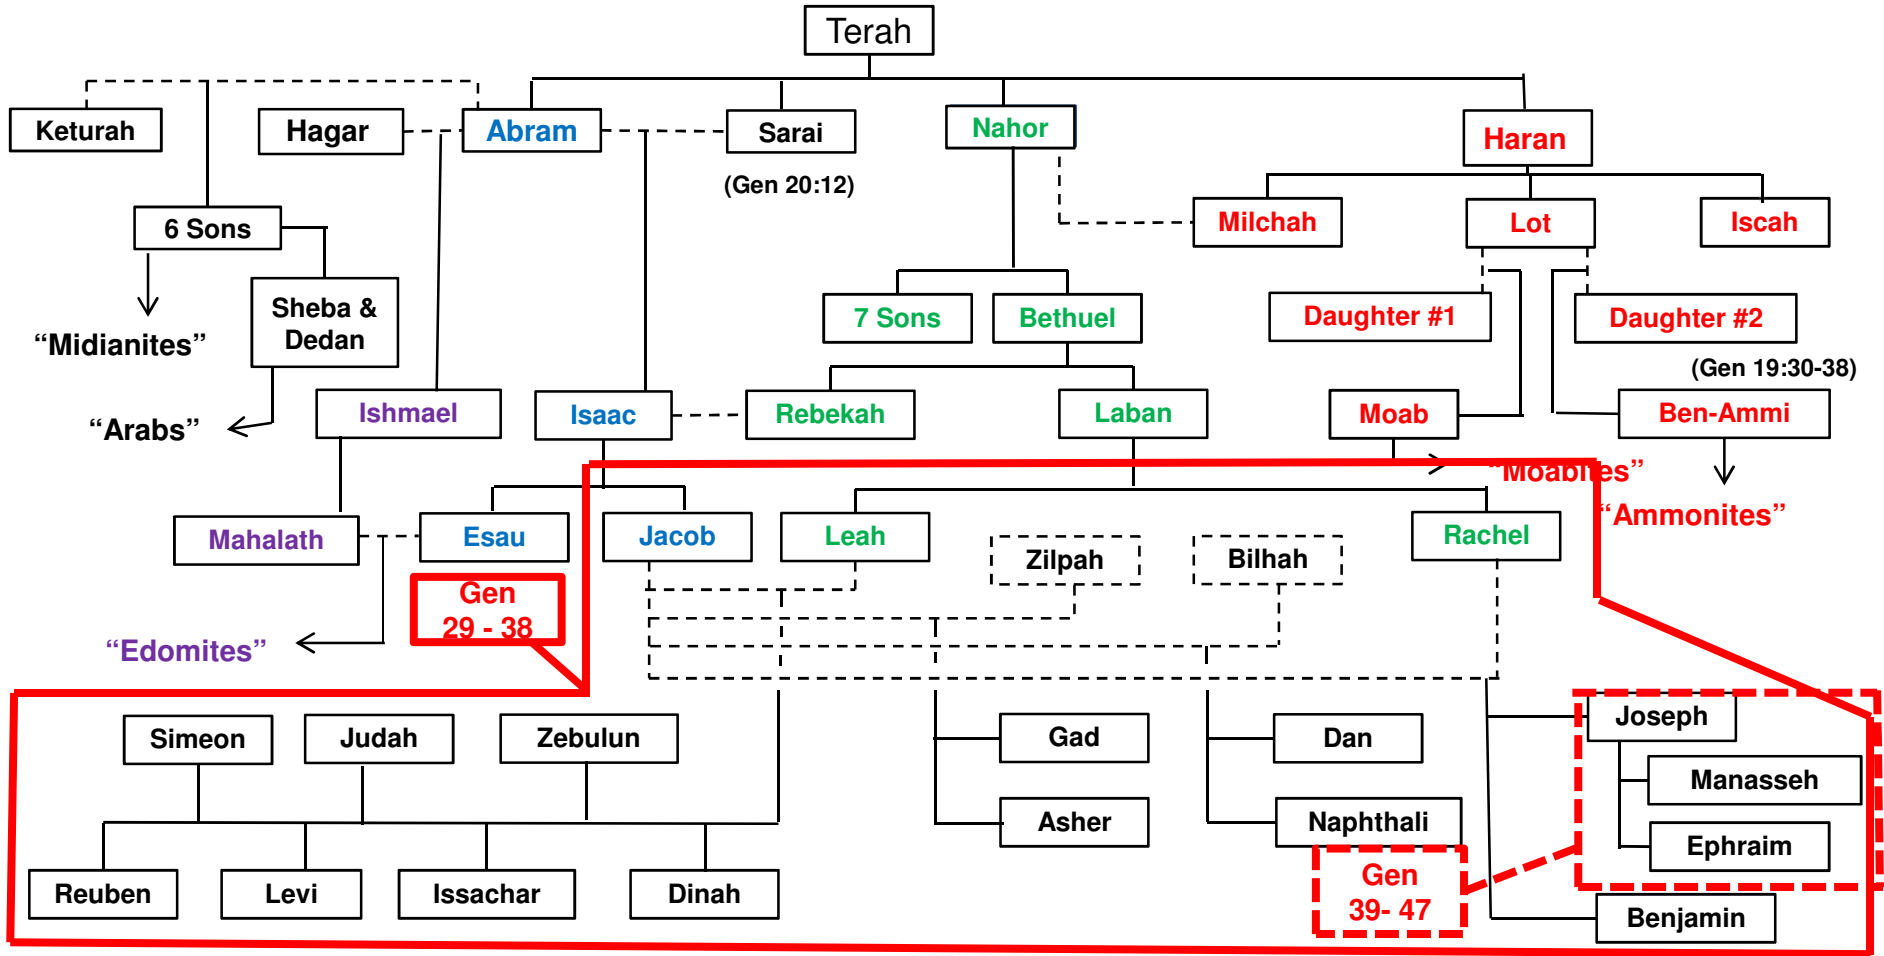 Terah
Keturah
Hagar
Abram
Sarai
Nahor
Haran
(Gen 20:12)
6 Sons
Milchah
Lot
Iscah
Sheba &
Dedan
7 Sons
Bethuel
Daughter #1
Daughter #2
“Midianites”
(Gen 19:30-38)
“Arabs”
Ishmael
Isaac
Rebekah
Laban
Moab
Ben-Ammi
“Moabites”
“Ammonites”
Mahalath
Esau
Jacob
Leah
Zilpah
Bilhah
Rachel
Gen
29 - 38
“Edomites”
Simeon
Judah
Zebulun
Gad
Dan
Joseph
Manasseh
Asher
Naphthali
Ephraim
Reuben
Levi
Issachar
Dinah
Gen
39- 47
Benjamin